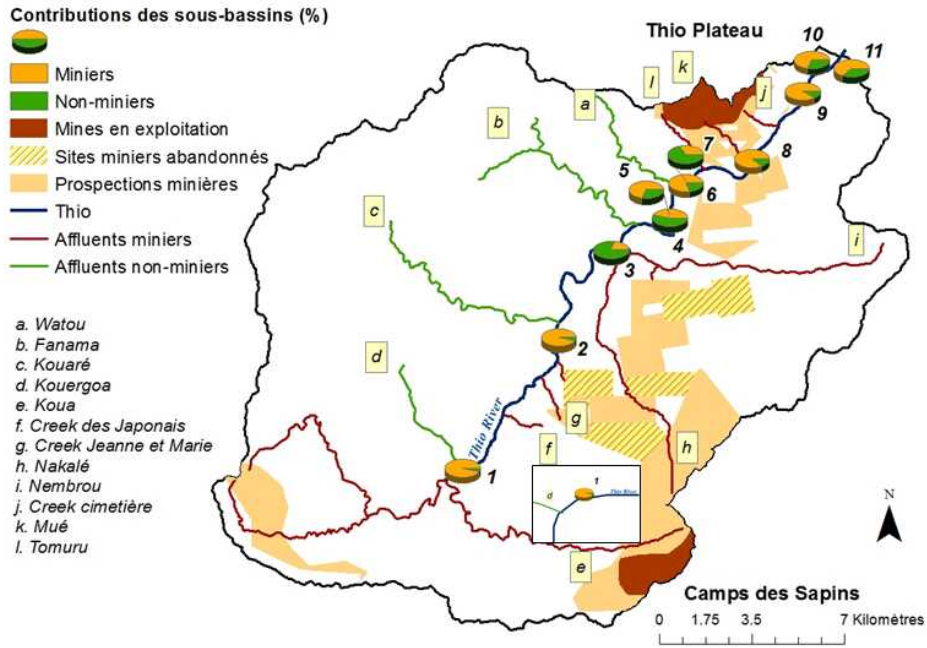 Contributions des sous-bassins (%)
Miniers
Non-miniers
Mines en exploitation
Sites miniers abandonnés
Prospections minières
Thio
Affluents miniers
Affluents non-miniers
a. Watou
b. Fanama
c. Kouaré
d. Kouergoa
e. Koua
f. Creek des Japonais
g. Creek Jeanne et Marie
h. Nakalé
i. Nembrou
j. Creek cimetière
k. Mué
l. Tomuru
Thio Plateau
10
11
k
l
j
a
9
b
7
8
5
6
c
4
i
3
2
d
Thio River
g
1
f
h
1
d
Thio River
e
N
Camps des Sapins
0 1.75 3.5 7 Kilomètres